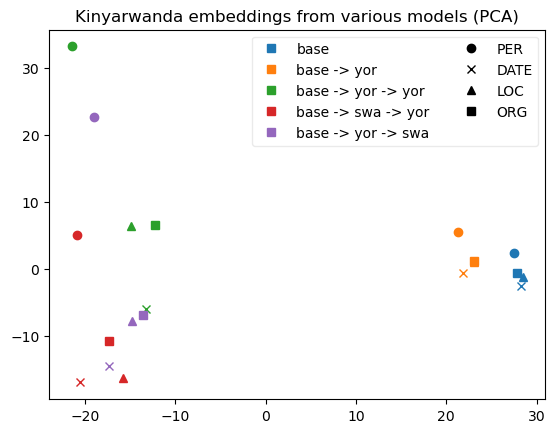 Kinyarwanda embeddings from various models (PCA)
base
base -> yor
base -> yor -> yor
base -> swa -> yor
base -> yor -> swa
PER
DATE
LOC
ORG
30
20
10
0
−10
−20
−10
0
10
20
30